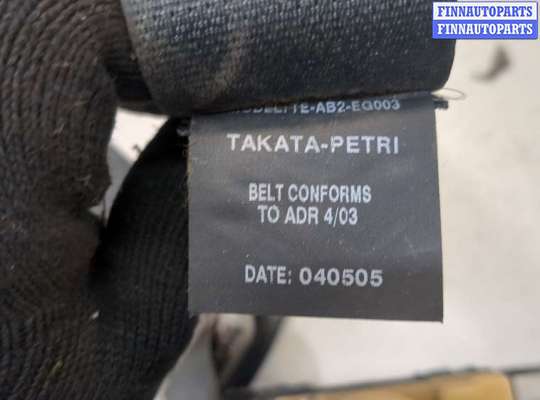 FINNAUTOPARTS
FINNAUTOPARTS
TAKATA-PETRI
BELT CONFORMS
TO ADR 4/03
DATE: 040505